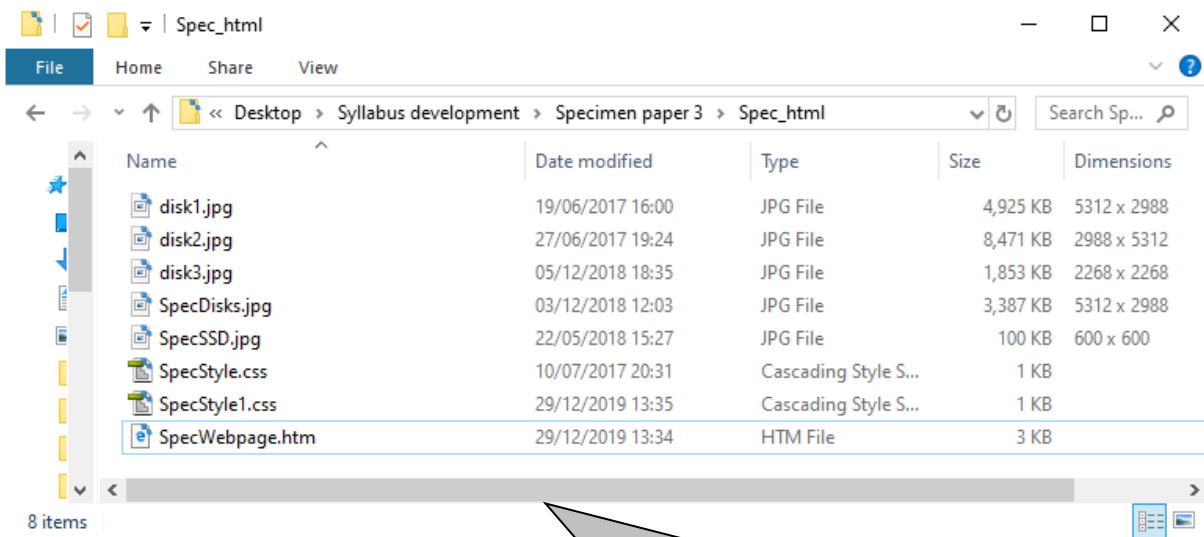 Spec_html
File Home Share View
« Desktop > Syllabus development > Specimen paper 3 > Spec_html Search Sp...
Name Date modified Type Size Dimensions
disk1.jpg 19/06/2017 16:00 JPG File 4,925 KB 5312 x 2988
disk2.jpg 27/06/2017 19:24 JPG File 8,471 KB 2988 x 5312
disk3.jpg 05/12/2018 18:35 JPG File 1,853 KB 2268 x 2268
SpecDisks.jpg 03/12/2018 12:03 JPG File 3,387 KB 5312 x 2988
SpecSSD.jpg 22/05/2018 15:27 JPG File 100 KB 600 x 600
SpecStyle.css 10/07/2017 20:31 Cascading Style S... 1 KB
SpecStyle1.css 29/12/2019 13:35 Cascading Style S... 1 KB
SpecWebpage.htm 29/12/2019 13:34 HTM File 3 KB
8 items